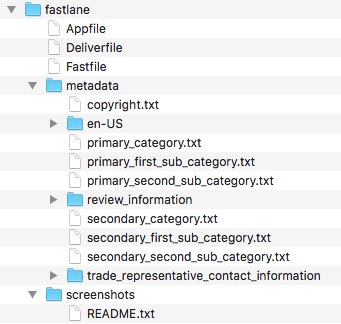 fastlane
Appfile
Deliverfile
Fastfile
metadata
copyright.txt
en-US
primary_category.txt
primary_first_sub_category.txt
primary_second_sub_category.txt
review_information
secondary_category.txt
secondary_first_sub_category.txt
secondary_second_sub_category.txt
trade_representative_contact_information
screenshots
README.txt